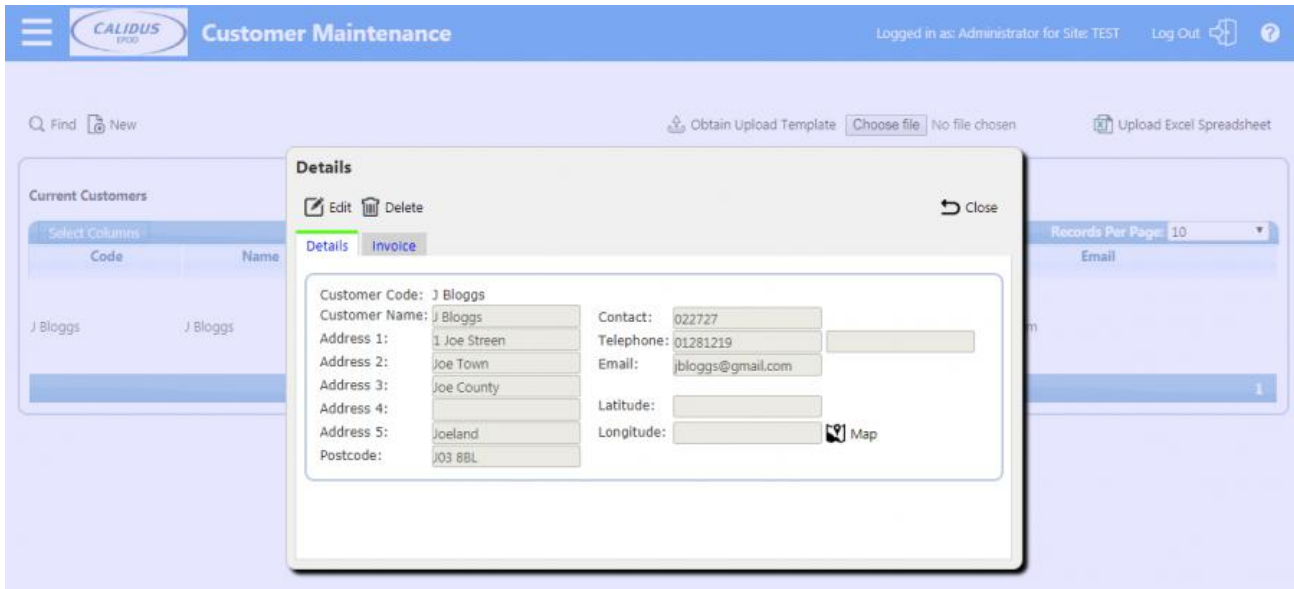 CALIDUS
EPOD
Customer Maintenance
Logged in as: Administrator for Site: TEST
Log Out
?
Find New
Obtain Upload Template Choose file No file chosen
Upload Excel Spreadsheet
Current Customers
Select Columns
Records Per Page: 10
Code Name Email
J Bloggs J Bloggs m
1
Details
Edit Delete Close
Details Invoice
Customer Code: J Bloggs
Customer Name: J Bloggs
Address 1: 1 Joe Streen
Address 2: Joe Town
Address 3: Joe County
Address 4:
Address 5: Joeland
Postcode: J03 8BL
Contact: 022727
Telephone: 01281219
Email: jbloggs@gmail.com
Latitude:
Longitude: Map